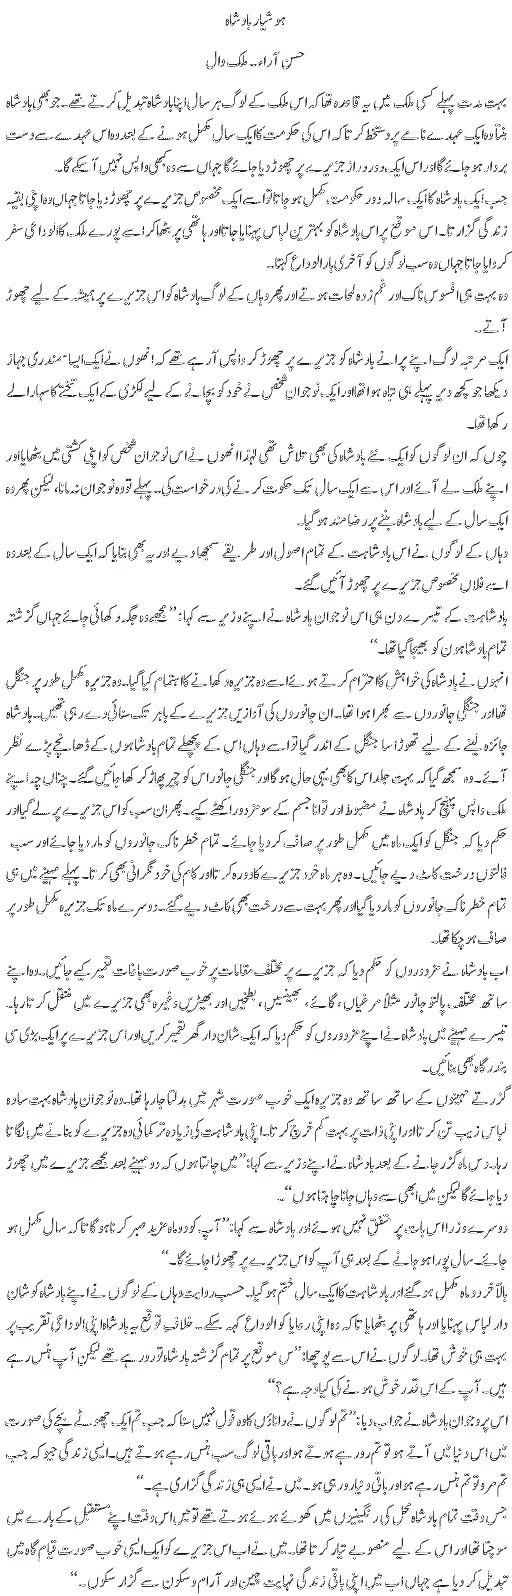 ہوشیار بادشاہ
حسن آراء۔۔ ملک وال
بہت مدت پہلے کسی ملک میں یہ قاعدہ تھا کہ اس ملک کے لوگ ہر سال اپنا بادشاہ تبدیل کرتے تھے۔ جو بھی بادشاہ
بنتا وہ ایک عہد نامے پر دستخط کرتا کہ اس کی حکومت کا ایک سال مکمل ہونے کے بعد وہ اس عہدے سے دست
بردار ہو جائے گا اور اس ایک دور دراز جزیرے پر چھوڑ دیا جائے گا جہاں سے وہ کبھی واپس نہیں آسکے گا۔
جب ایک بادشاہ کا ایک سالہ دور حکومت مکمل ہو جاتا تو اسے ایک مخصوص جزیرے پر چھوڑ دیا جاتا جہاں وہ اپنی بقیہ
زندگی گزارتا۔ اس موقع پر اس بادشاہ کو بہترین لباس پہنایا جاتا اور ہاتھی پر بٹھا کر اسے پورے ملک کا الوداعی سفر
کروایا جاتا جہاں وہ سب لوگوں کو آخری بار الوداع کہتا۔
وہ بہت ہی افسوس ناک اور غم زدہ لمحات ہوتے اور پھر وہاں کے لوگ بادشاہ کو اس جزیرے پر ہمیشہ کے لیے چھوڑ
آتے۔
ایک مرتبہ لوگ اپنے پرانے بادشاہ کو جزیرے پر چھوڑ کر واپس آرہے تھے کہ انھوں نے ایک ایسا سمندری جہاز
دیکھا جو کچھ دیر پہلے ہی تباہ ہوا تھا اور ایک نوجوان شخص نے خود کو بچانے کے لیے لکڑی کے ایک تختے کا سہارا لے
رکھا تھا۔
چوں کہ ان لوگوں کو ایک نئے بادشاہ کی بھی تلاش تھی لہٰذا انھوں نے اس نوجوان شخص کو اپنی کشتی میں بٹھایا اور
اپنے ملک لے آئے اور اس سے ایک سال تک حکومت کرنے کی درخواست کی۔ پہلے تو وہ نوجوان نہ مانا، لیکن پھر وہ
ایک سال کے لیے بادشاہ بننے پر رضامند ہو گیا۔
وہاں کے لوگوں نے اس بادشاہت کے تمام اصول اور طریقے سمجھا دیے اور یہ بھی بتایا کہ ایک سال کے بعد وہ
اسے فلاں مخصوص جزیرے پر چھوڑ آئیں گے۔
بادشاہت کے تیسرے دن ہی اس نوجوان بادشاہ نے اپنے وزیر سے کہا: ”مجھے وہ جگہ دکھائی جائے جہاں گزشتہ
تمام بادشاہوں کو بھیجا گیا تھا۔“
انہوں نے بادشاہ کی خواہش کا احترام کرتے ہوئے اسے وہ جزیرہ دکھانے کا اہتمام کیا گیا۔ وہ جزیرہ مکمل طور پر جنگل
تھا اور جنگلی جانوروں سے بھرا ہوا تھا۔ ان جانوروں کی آوازیں جزیرے کے باہر تک سنائی دے رہی تھیں۔ بادشاہ
جائزہ لینے کے لیے تھوڑا سا جنگل کے اندر گیا تو اسے وہاں اس کے پچھلے تمام بادشاہوں کے ڈھانچے پڑے نظر
آئے۔ وہ سمجھ گیا کہ بہت جلد اس کا بھی یہی حال ہو گا اور جنگلی جانور اس کو چیر پھاڑ کر کھا جائیں گے۔ چناں چہ اپنے
ملک واپس پہنچ کر بادشاہ نے مضبوط اور توانا جسم کے سو مزدور اکٹھے کیے۔ پھر ان سب کو اس جزیرے پر لے گیا اور
حکم دیا کہ جنگل کو ایک ماہ میں مکمل طور پر صاف کر دیا جائے۔ تمام خطرناک جانوروں کو مار دیا جائے اور سب
فالتوں درخت کاٹ دیے جائیں۔ وہ ہر ماہ خود جزیرے کا دورہ کرتا اور کام کی خود نگرانی بھی کرتا۔ پہلے مہینے میں ہی
تمام خطرناک جانوروں کو مار دیا گیا اور پھر بہت سے درخت بھی کاٹ دیے گئے۔ دوسرے ماہ تک جزیرہ مکمل طور پر
صاف ہو چکا تھا۔
اب بادشاہ نے مزدوروں کو حکم دیا کہ جزیرے پر مختلف مقامات پر خوب صورت باغات تعمیر کیے جائیں۔ وہ اپنے
ساتھ مختلف پالتو جانور مثلاً مرغیاں، گائے، بھینسیں، بطخیں اور بھیڑیں وغیرہ بھی جزیرے میں منتقل کرتا رہا۔
تیسرے مہینے میں بادشاہ نے اپنے مزدوروں کو حکم دیا کہ ایک شان دار گھر تعمیر کریں اور اس جزیرے پر ایک بڑی سی
بندر گاہ بھی بنائیں۔
گزرتے مہینوں کے ساتھ ساتھ وہ جزیرہ ایک خوب صورت شہر میں بدلتا جا رہا تھا۔ وہ نوجوان بادشاہ بہت سادہ
لباس زیب تن کرتا اور اپنی ذات پر بہت کم خرچ کرتا۔ اپنی بادشاہت کی زیادہ تر کمائی وہ جزیرے کو بنانے میں لگاتا
رہا۔ دس ماہ گزر جانے کے بعد بادشاہ نے اپنے وزیر سے کہا: ”میں جانتا ہوں کہ دو مہینے بعد مجھے جزیرے میں چھوڑ
دیا جائے گا لیکن میں ابھی سے وہاں جانا چاہتا ہوں“۔
دوسرے وزرا اس بات پر متفق نہیں ہوئے اور بادشاہ سے کہا: ”آپ کو دو ماہ مزید صبر کرنا ہو گا تا کہ سال مکمل ہو
جائے۔ سال پورا ہو جانے کے بعد ہی آپ کو اس جزیرے پر چھوڑا جائے گا۔“
بالآخر دو ماہ مکمل ہو گئے اور بادشاہت کا ایک سال ختم ہو گیا۔ حسب روایت وہاں کے لوگوں نے اپنے بادشاہ کو شان
دار لباس پہنایا اور ہاتھی پر بٹھایا تا کہ وہ اپنی رعایا کو الوداع کہہ سکے۔ خلاف توقع یہ بادشاہ اپنی الوداعی تقریب پر
بہت ہی خوش تھا۔ لوگوں نے اس سے پوچھا: ”اس موقع پر تمام گزشتہ بادشاہ تو رو رہے تھے لیکن آپ ہنس رہے
ہیں۔ آپ کے اس قدر خوش ہونے کی کیا وجہ ہے؟“
اس پر نوجوان بادشاہ نے جواب دیا: ”تم لوگوں نے داناؤں کا وہ قول نہیں سنا کہ جب تم ایک چھوٹے بچے کی صورت
میں اس دنیا میں آتے ہو تو تم رو رہے ہوتے ہو اور باقی لوگ سب ہنس رہے ہوتے ہیں۔ ایسی زندگی جیو کہ جب
تم مرو تو تم ہنس رہے ہو اور باقی دنیا رو رہی ہو۔ میں نے ایسی ہی زندگی گزاری ہے۔“
جس وقت تمام بادشاہ محل کی رنگینیوں میں کھوئے ہوئے ہوتے تھے تو میں اس وقت اپنے مستقبل کے بارے میں
سوچتا تھا اور اس کے لیے منصوبے تیار کرتا تھا۔ میں نے اب اس جزیرے کو ایک ایسی خوب صورت قیام گاہ میں
تبدیل کر دیا ہے جہاں اب میں اپنی باقی زندگی نہایت چین اور آرام و سکون سے گزار سکوں۔“